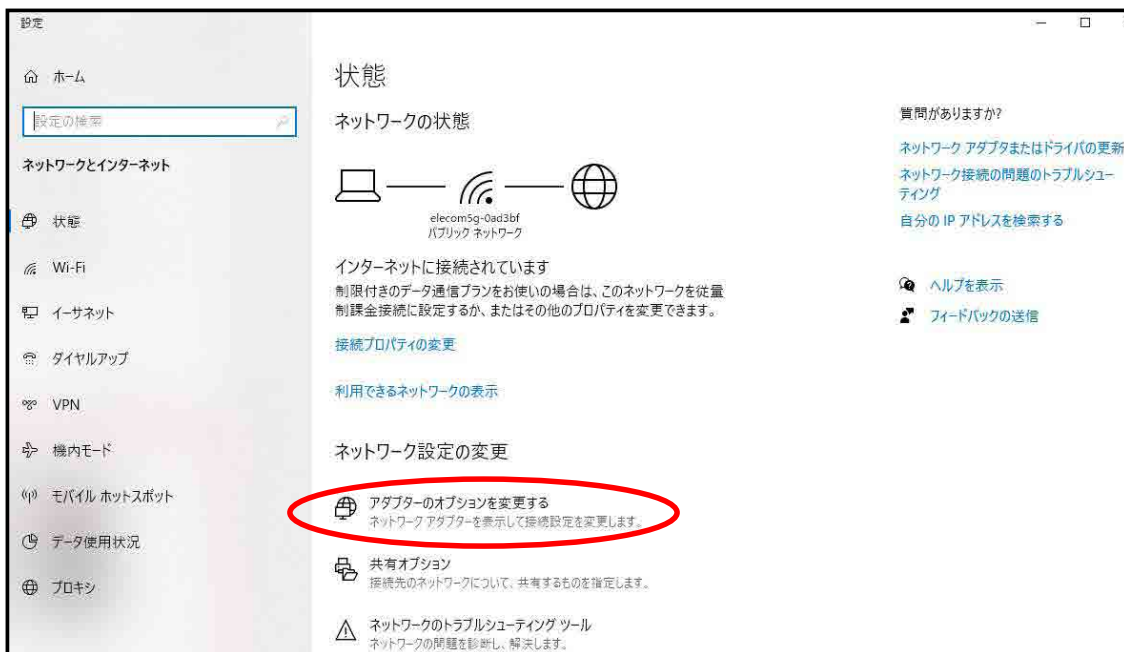 設定
ホーム
設定の検索
ネットワークとインターネット
状態
Wi-Fi
イーサネット
ダイヤルアップ
VPN
機内モード
モバイル ホットスポット
データ使用状況
プロキシ
状態
ネットワークの状態
elecom5g-0ad3bf
パブリック ネットワーク
インターネットに接続されています
制限付きのデータ通信プランをお使いの場合は、このネットワークを従量
制課金接続に設定するか、またはその他のプロパティを変更できます。
接続プロパティの変更
利用できるネットワークの表示
ネットワーク設定の変更
アダプターのオプションを変更する
ネットワーク アダプターを表示して接続設定を変更します。
共有オプション
接続先のネットワークについて、共有するものを指定します。
ネットワークのトラブルシューティング ツール
ネットワークの問題を診断し、解決します。
質問がありますか?
ネットワーク アダプタまたはドライバの更新
ネットワーク接続の問題のトラブルシュー
ティング
自分の IP アドレスを検索する
ヘルプを表示
フィードバックの送信